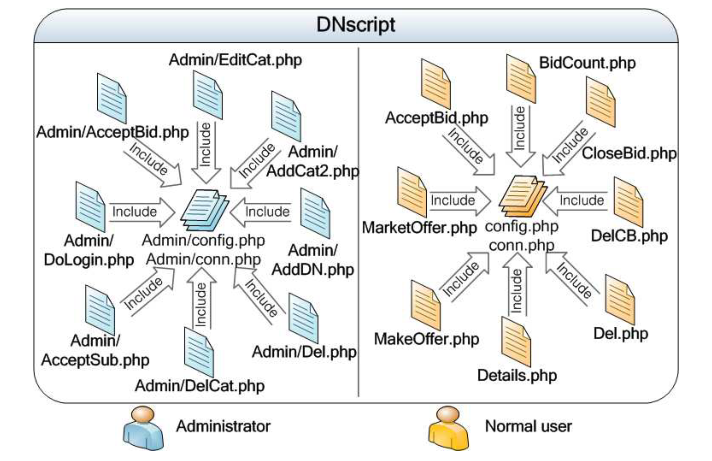 DNscript
Admin/EditCat.php
Admin/AcceptBid.php
Admin/
AddCat2.php
Include
Include
Include
Include
Include
Admin/
DoLogin.php
Admin/config.php
Admin/conn.php
Admin/
AddDN.php
Include
Include
Include
Admin/
AcceptSub.php
Admin/DelCat.php
Admin/Del.php
BidCount.php
AcceptBid.php
CloseBid.php
Include
Include
Include
Include
Include
MarketOffer.php
config.php
conn.php
DelCB.php
Include
Include
Include
MakeOffer.php
Details.php
Del.php
Administrator
Normal user